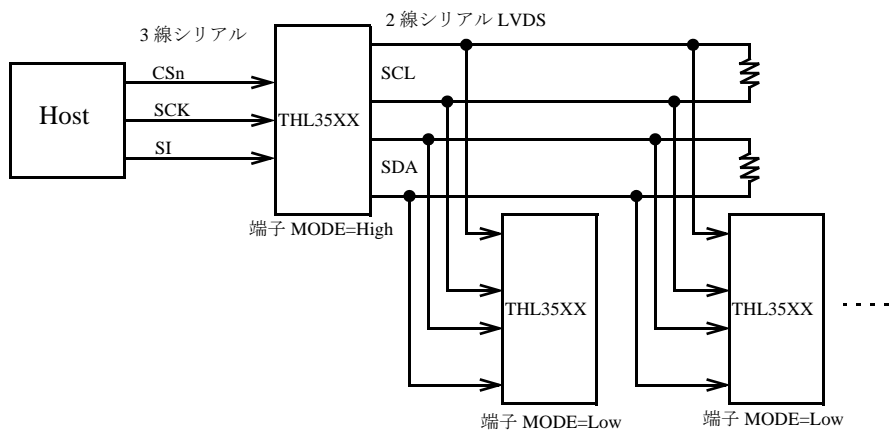 3 線シリアル
2 線シリアル LVDS
CSn
SCL
Host
SCK
THL35XX
SI
SDA
端子 MODE=High
THL35XX
THL35XX
端子 MODE=Low
端子 MODE=Low